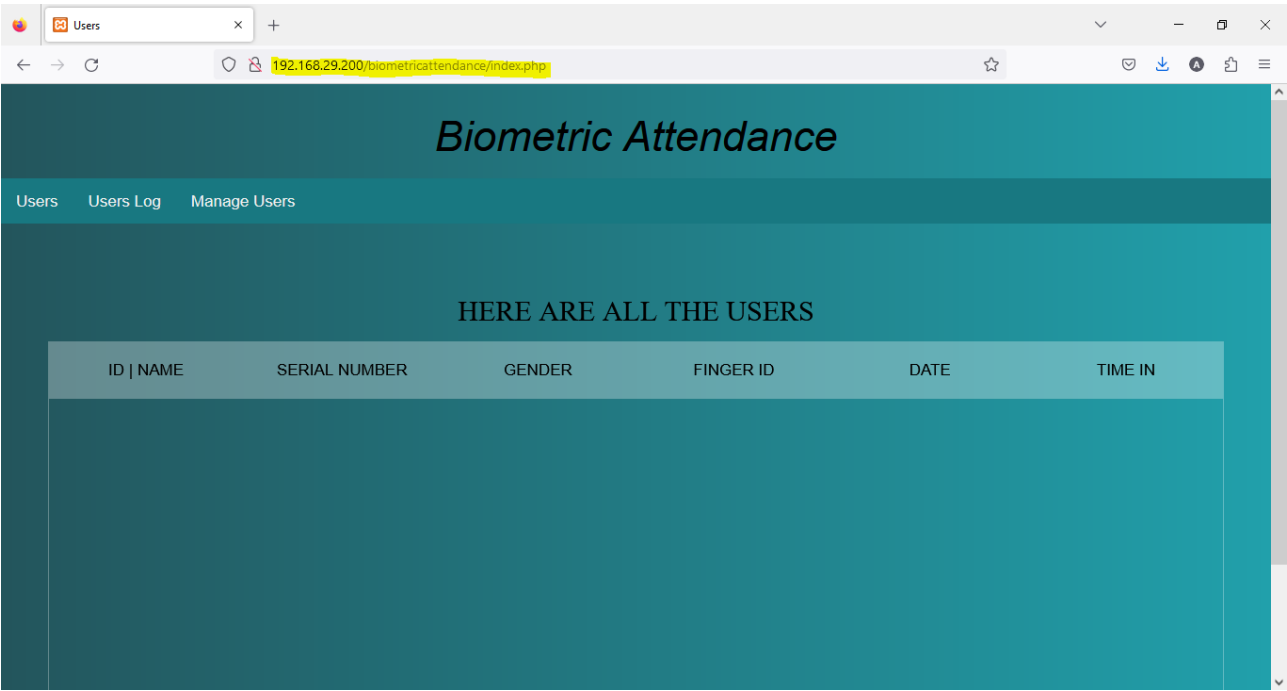 Users
192.168.29.200/biometricattendance/index.php
Biometric Attendance
Users Users Log Manage Users
HERE ARE ALL THE USERS
ID | NAME SERIAL NUMBER GENDER FINGER ID DATE TIME IN